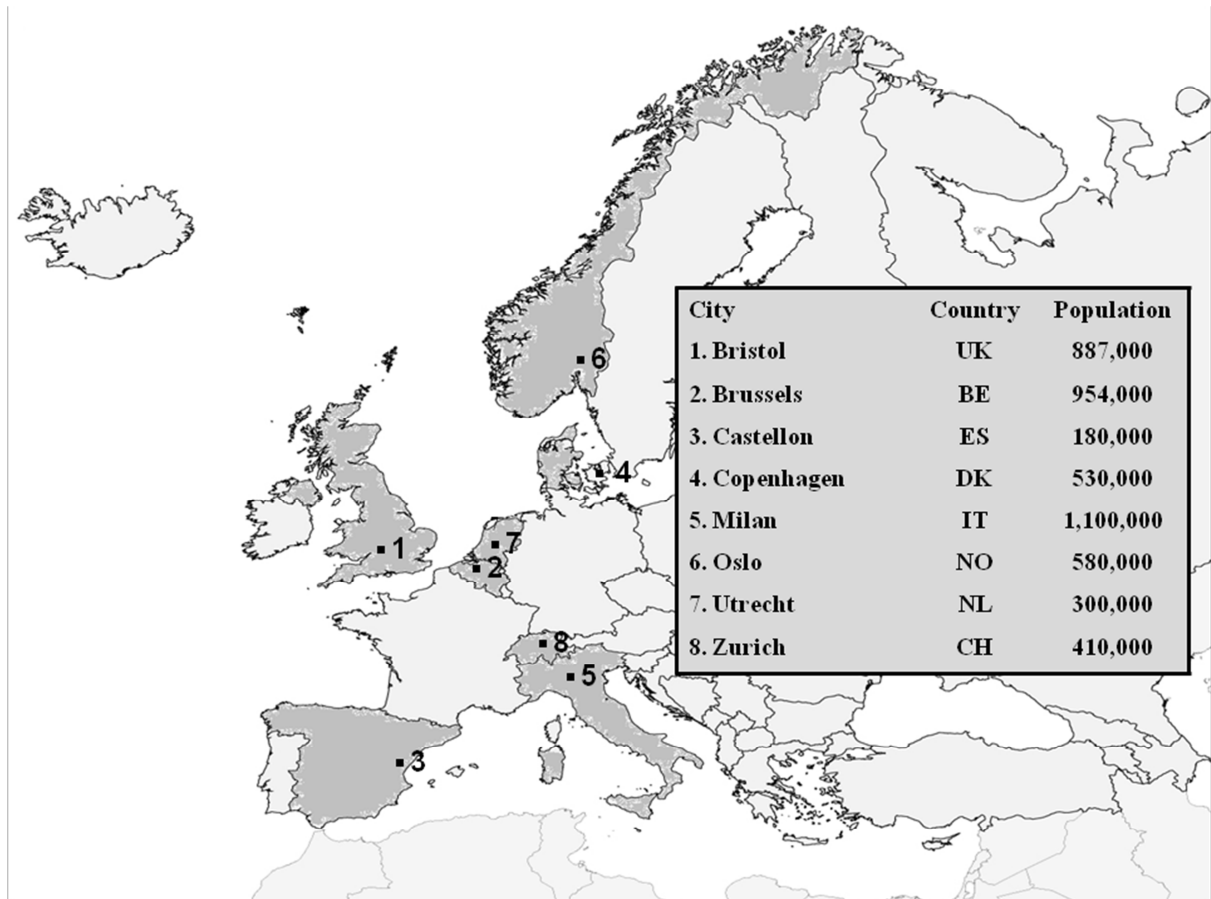 6
City Country Population
1. Bristol UK 887,000
2. Brussels BE 954,000
3. Castellon ES 180,000
4. Copenhagen DK 530,000
5. Milan IT 1,100,000
6. Oslo NO 580,000
7. Utrecht NL 300,000
8. Zurich CH 410,000
4
7
1
2
8
5
3